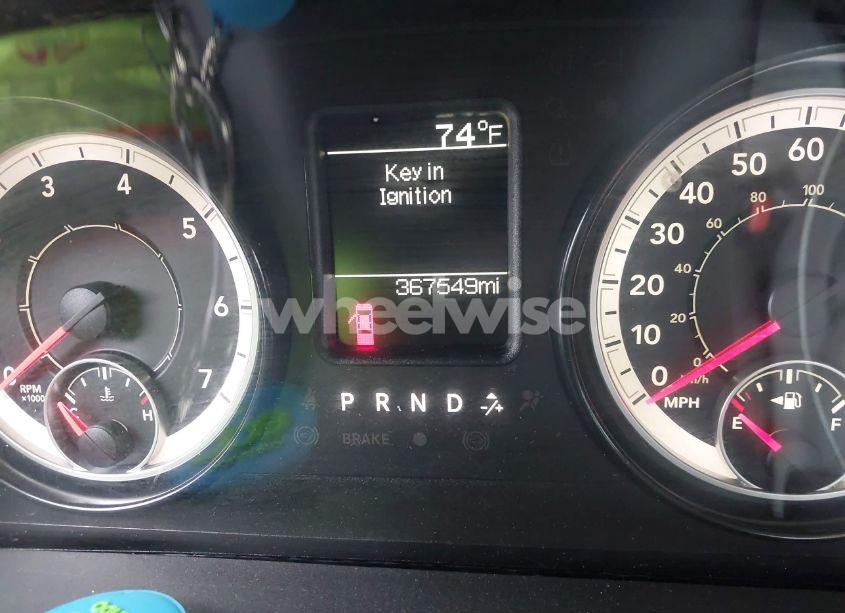 74°F
Key in
Ignition
367549mi
wheelwise
3 4 5 6 7
0
RPM
x1000
C H
P R N D -/+
BRAKE
0 10 20 30 40 50 60
MPH
0 20 40 60 80 100
km/h
E F